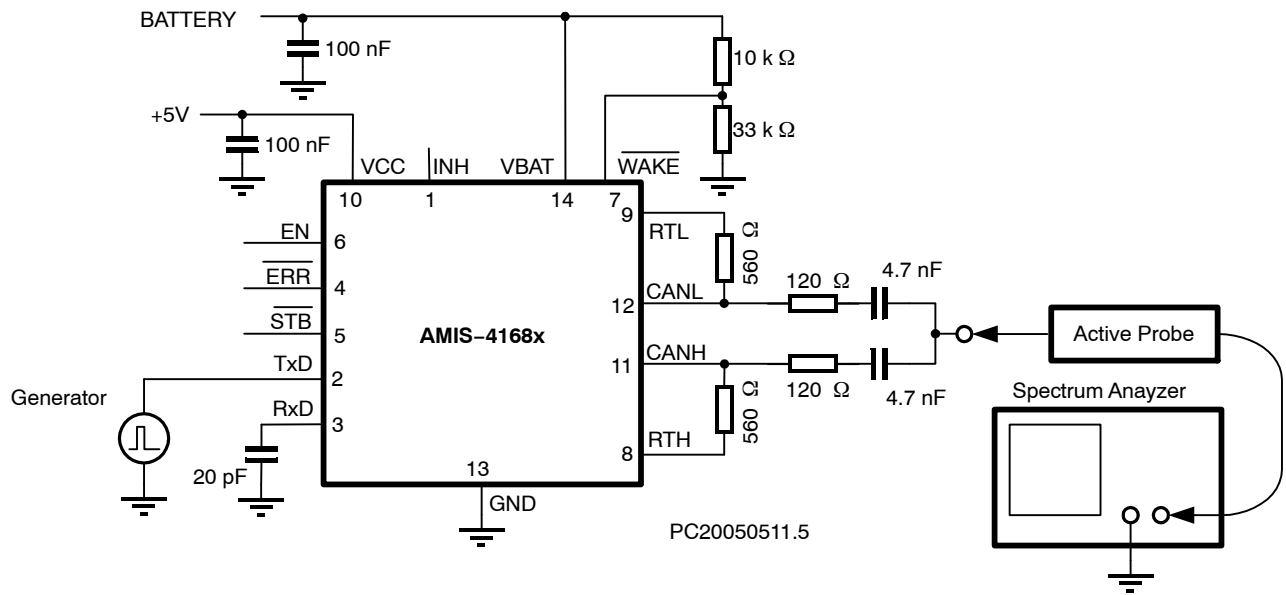 BATTERY
100 nF
10 k Ω
+5V
100 nF
33 k Ω
VCC
INH
VBAT
WAKE
10
1
14
7
9
RTL
560 Ω
EN
6
ERR
4
STB
5
AMIS–4168x
12
CANL
120 Ω
4.7 nF
Active Probe
11
CANH
120 Ω
4.7 nF
TxD
2
Generator
RxD
3
560 Ω
Spectrum Anayzer
RTH
8
20 pF
13
GND
PC20050511.5